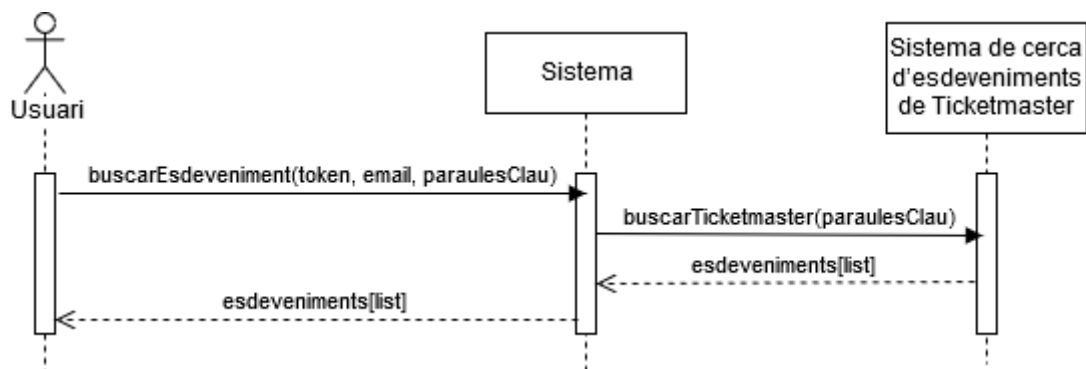 Usuari
Sistema
Sistema de cerca
d'esdeveniments
de Ticketmaster
buscarEsdeveniment(token, email, paraulesClau)
buscarTicketmaster(paraulesClau)
esdeveniments[list]
esdeveniments[list]